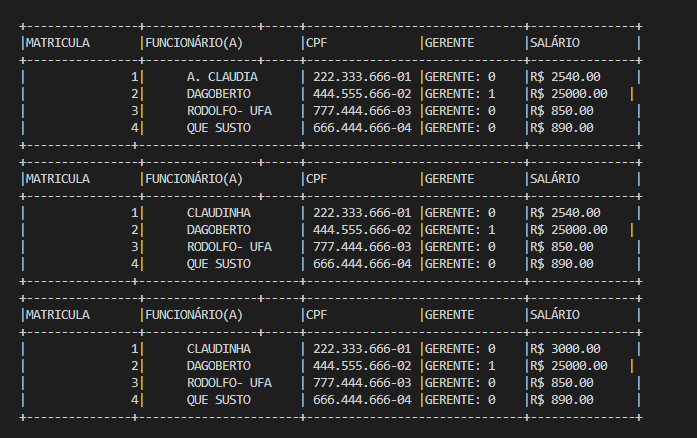 +----------------+----------------+-----+----------------+---------------+---------------+
|MATRICULA |FUNCIONÁRIO(A) |CPF |GERENTE |SALÁRIO |
+----------------+----------------------+----------------+---------------+---------------+
| 1| A. CLAUDIA | 222.333.666-01 |GERENTE: 0 |R$ 2540.00 |
| 2| DAGOBERTO | 444.555.666-02 |GERENTE: 1 |R$ 25000.00 |
| 3| RODOLFO- UFA | 777.444.666-03 |GERENTE: 0 |R$ 850.00 |
| 4| QUE SUSTO | 666.444.666-04 |GERENTE: 0 |R$ 890.00 |
+----------------+----------------------+-------------------------------+---------------+
+----------------+----------------+-----+----------------+---------------+---------------+
|MATRICULA |FUNCIONÁRIO(A) |CPF |GERENTE |SALÁRIO |
+----------------+----------------------+-------------------------------+---------------+
| 1| CLAUDINHA | 222.333.666-01 |GERENTE: 0 |R$ 2540.00 |
| 2| DAGOBERTO | 444.555.666-02 |GERENTE: 1 |R$ 25000.00 |
| 3| RODOLFO- UFA | 777.444.666-03 |GERENTE: 0 |R$ 850.00 |
| 4| QUE SUSTO | 666.444.666-04 |GERENTE: 0 |R$ 890.00 |
+----------------+----------------------+-------------------------------+---------------+
+----------------+----------------------+-------------------------------+---------------+
|MATRICULA |FUNCIONÁRIO(A) |CPF |GERENTE |SALÁRIO |
+----------------+----------------+-----+-------------------------------+---------------+
| 1| CLAUDINHA | 222.333.666-01 |GERENTE: 0 |R$ 3000.00 |
| 2| DAGOBERTO | 444.555.666-02 |GERENTE: 1 |R$ 25000.00 |
| 3| RODOLFO- UFA | 777.444.666-03 |GERENTE: 0 |R$ 850.00 |
| 4| QUE SUSTO | 666.444.666-04 |GERENTE: 0 |R$ 890.00 |
+----------------+----------------------+-------------------------------+---------------+